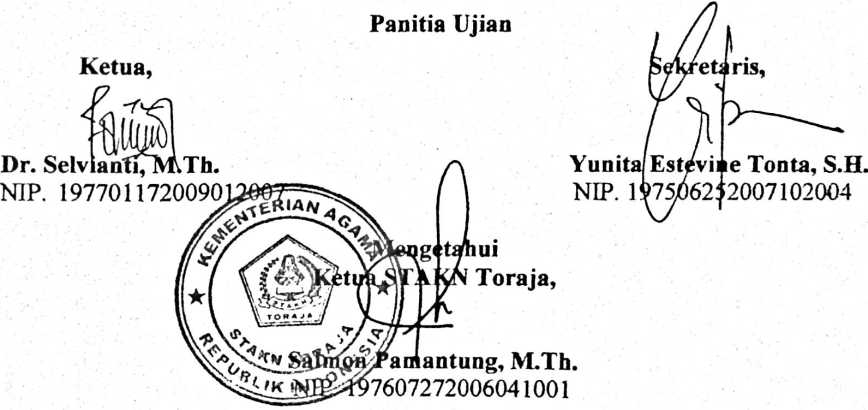 Panitia Ujian
Ketua,
Sekretaris,
Dr. Selvianti, M.Th.
NIP. 197701172009012007
Yunita Estevine Tonta, S.H.
NIP. 197506252007102004
Mengetahui
Ketua STAKN Toraja,
KEMENTERIAN AGAMA
REPUBLIK INDONESIA
STAKN TORAJA
STAKN
TORAJA
Salmon Pamantung, M.Th.
NIP. 197607272006041001